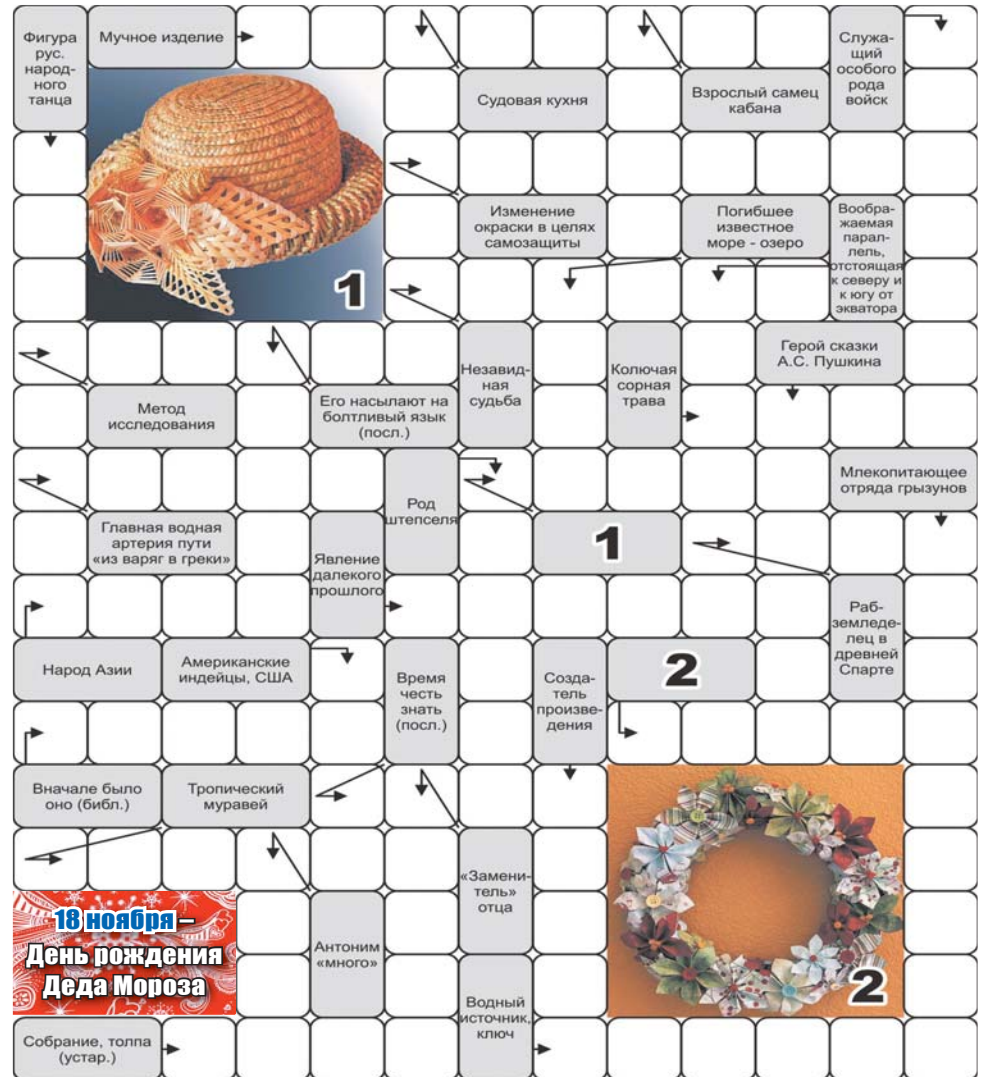 Фигура
рус.
народ-
ного
танца
Мучное изделие
Служа-
щий
особого
рода
войск
Судовая кухня
Взрослый самец
кабана
Изменение
окраски в целях
самозащиты
Погибшее
известное
море - озеро
Вообра-
жаемая
парал-
лель,
отстоящая
к северу и
к югу от
экватора
1
Незавид-
ная
судьба
Колючая
сорная
трава
Герой сказки
А.С. Пушкина
Метод
исследования
Его насылают на
болтливый язык
(посл.)
Род
штепселя
Млекопитающее
отряда грызунов
Главная водная
артерия пути
«из варяг в греки»
Явление
далекого
прошлого
1
Раб-
земледе-
лец в
древней
Спарте
Народ Азии
Американские
индейцы, США
Время
честь
знать
(посл.)
Созда-
тель
произве-
дения
2
Вначале было
оно (библ.)
Тропический
муравей
«Замени-
тель»
отца
18 ноября –
День рождения
Деда Мороза
Антоним
«много»
2
Водный
источник,
ключ
Собрание, толпа
(устар.)